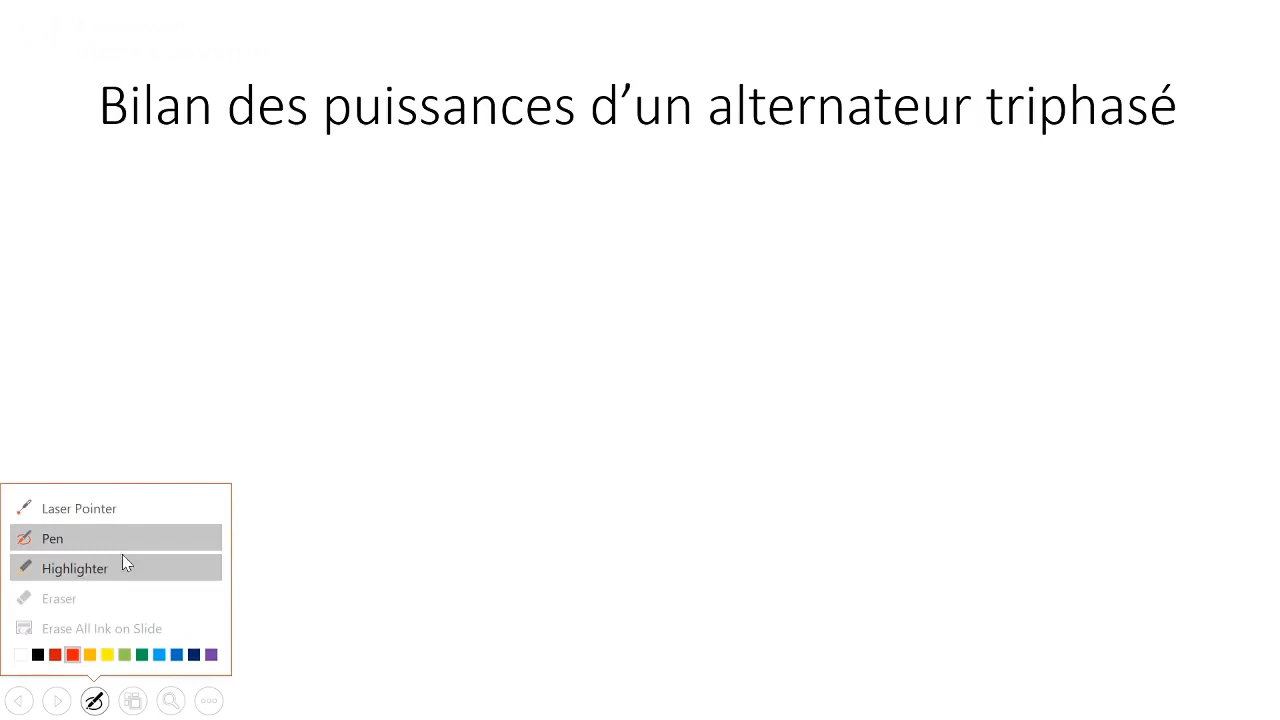 Bilan des puissances d’un alternateur triphasé
Laser Pointer
Pen
Highlighter
Eraser
Erase All Ink on Slide